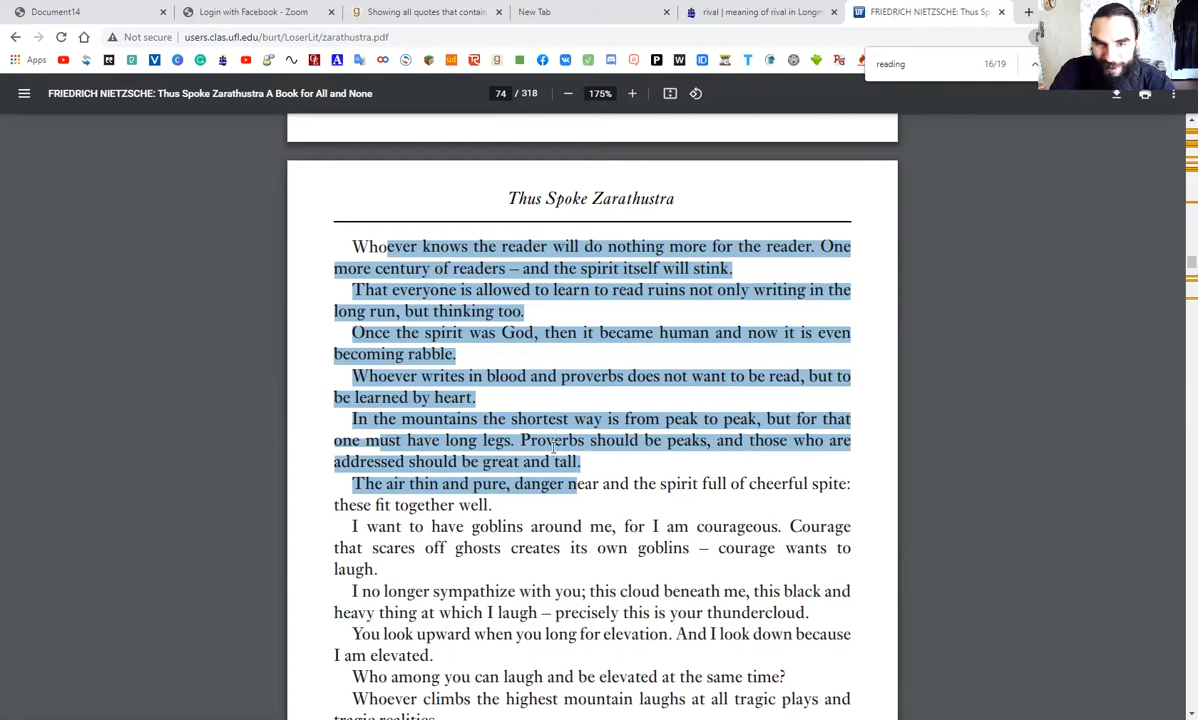 Document14
Login with Facebook - Zoom
Showing all quotes that contain
New Tab
rival | meaning of rival in Longm
FRIEDRICH NIETZSCHE: Thus Sp
Not secure
users.clas.ufl.edu/burt/LoserLit/zarathustra.pdf
Apps
reading
16/19
FRIEDRICH NIETZSCHE: Thus Spoke Zarathustra A Book for All and None
74 / 318
175%
Thus Spoke Zarathustra
Whoever knows the reader will do nothing more for the reader. One
more century of readers – and the spirit itself will stink.
That everyone is allowed to learn to read ruins not only writing in the
long run, but thinking too.
Once the spirit was God, then it became human and now it is even
becoming rabble.
Whoever writes in blood and proverbs does not want to be read, but to
be learned by heart.
In the mountains the shortest way is from peak to peak, but for that
one must have long legs. Proverbs should be peaks, and those who are
addressed should be great and tall.
The air thin and pure, danger near and the spirit full of cheerful spite:
these fit together well.
I want to have goblins around me, for I am courageous. Courage
that scares off ghosts creates its own goblins – courage wants to
laugh.
I no longer sympathize with you; this cloud beneath me, this black and
heavy thing at which I laugh – precisely this is your thundercloud.
You look upward when you long for elevation. And I look down because
I am elevated.
Who among you can laugh and be elevated at the same time?
Whoever climbs the highest mountain laughs at all tragic plays and
tragic realities.